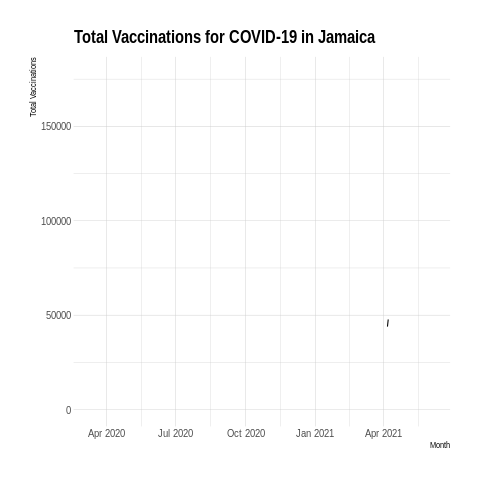 Total Vaccinations for COVID-19 in Jamaica
Total Vaccinations
150000
100000
50000
0
Apr 2020 Jul 2020 Oct 2020 Jan 2021 Apr 2021
Month